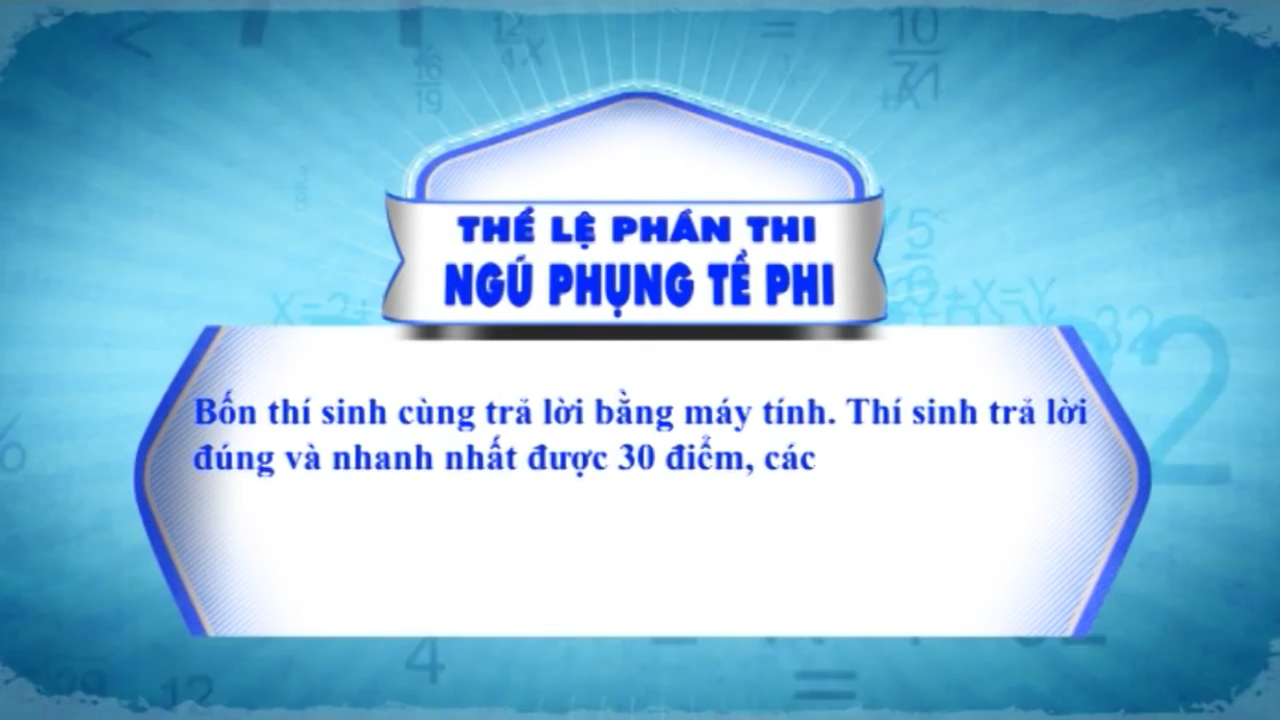 THỂ LỆ PHẦN THI
NGŨ PHỤNG TỀ PHI
Bốn thí sinh cùng trả lời bằng máy tính. Thí sinh trả lời
đúng và nhanh nhất được 30 điểm, các